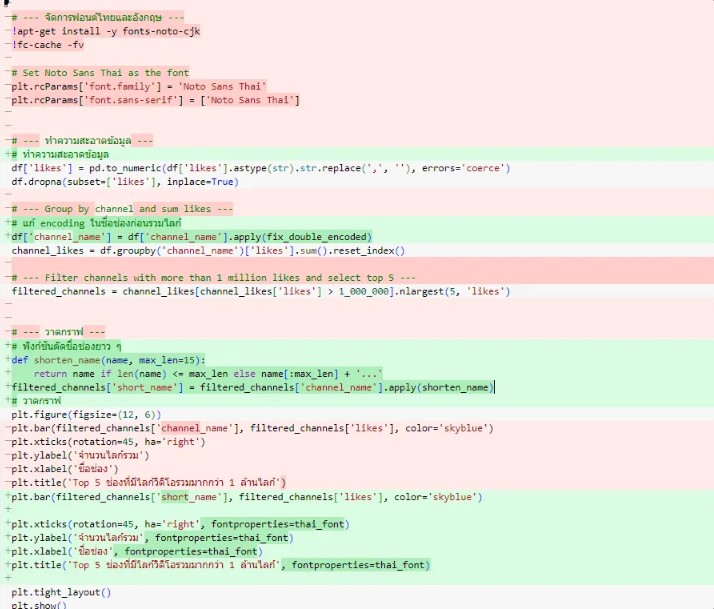 -# --- จัดการฟอนต์ไทยและอังกฤษ ---
-!apt-get install -y fonts-noto-cjk
-!fc-cache -fv
-
-# Set Noto Sans Thai as the font
-plt.rcParams['font.family'] = 'Noto Sans Thai'
-plt.rcParams['font.sans-serif'] = ['Noto Sans Thai']
-
-
-# --- ทำความสะอาดข้อมูล ---
+# ทำความสะอาดข้อมูล
df['likes'] = pd.to_numeric(df['likes'].astype(str).str.replace(',', ''), errors='coerce')
df.dropna(subset=['likes'], inplace=True)
-
-# --- Group by channel and sum likes ---
+# แก้ encoding ในชื่อช่องก่อนรวมไลก์
+df['channel_name'] = df['channel_name'].apply(fix_double_encoded)
channel_likes = df.groupby('channel_name')['likes'].sum().reset_index()
-
-# --- Filter channels with more than 1 million likes and select top 5 ---
filtered_channels = channel_likes[channel_likes['likes'] > 1_000_000].nlargest(5, 'likes')
-
-
-# --- วาดกราฟ ---
+# ฟังก์ชันตัดชื่อช่องยาว ๆ
+def shorten_name(name, max_len=15):
+    return name if len(name) <= max_len else name[:max_len] + '...'
+filtered_channels['short_name'] = filtered_channels['channel_name'].apply(shorten_name)
+# วาดกราฟ
plt.figure(figsize=(12, 6))
-plt.bar(filtered_channels['channel_name'], filtered_channels['likes'], color='skyblue')
-plt.xticks(rotation=45, ha='right')
-plt.ylabel('จำนวนไลก์รวม')
-plt.xlabel('ชื่อช่อง')
-plt.title('Top 5 ช่องที่มีไลก์วิดีโอรวมมากกว่า 1 ล้านไลก์')
+plt.bar(filtered_channels['short_name'], filtered_channels['likes'], color='skyblue')
+
+plt.xticks(rotation=45, ha='right', fontproperties=thai_font)
+plt.ylabel('จำนวนไลก์รวม', fontproperties=thai_font)
+plt.xlabel('ชื่อช่อง', fontproperties=thai_font)
+plt.title('Top 5 ช่องที่มีไลก์วิดีโอรวมมากกว่า 1 ล้านไลก์', fontproperties=thai_font)
+
plt.tight_layout()
plt.show()